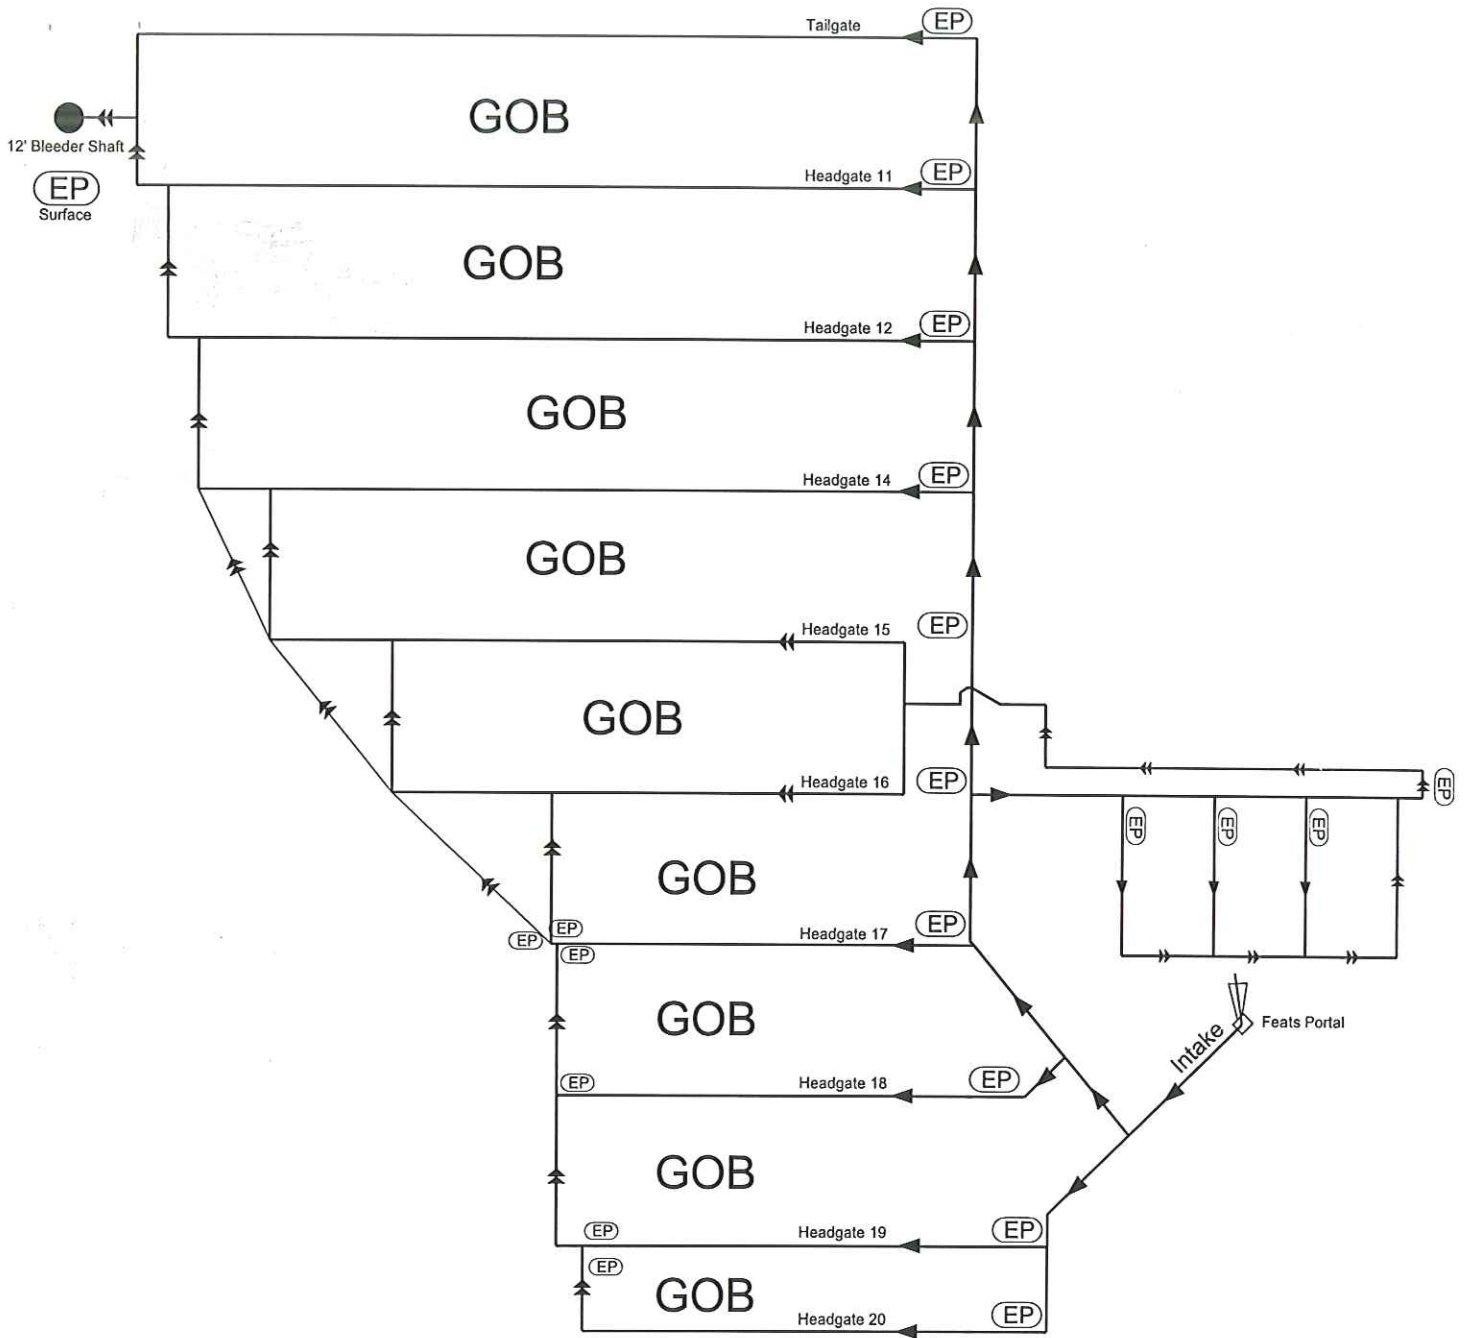 Tailgate
EP
GOB
12' Bleeder Shaft
EP
Surface
Headgate 11
EP
GOB
Headgate 12
EP
GOB
Headgate 14
EP
GOB
Headgate 15
EP
GOB
Headgate 16
EP
EP
EP
EP
EP
GOB
EP
EP
EP
Headgate 17
EP
GOB
Feats Portal
Intake
EP
Headgate 18
EP
GOB
EP
Headgate 19
EP
EP
GOB
Headgate 20
EP